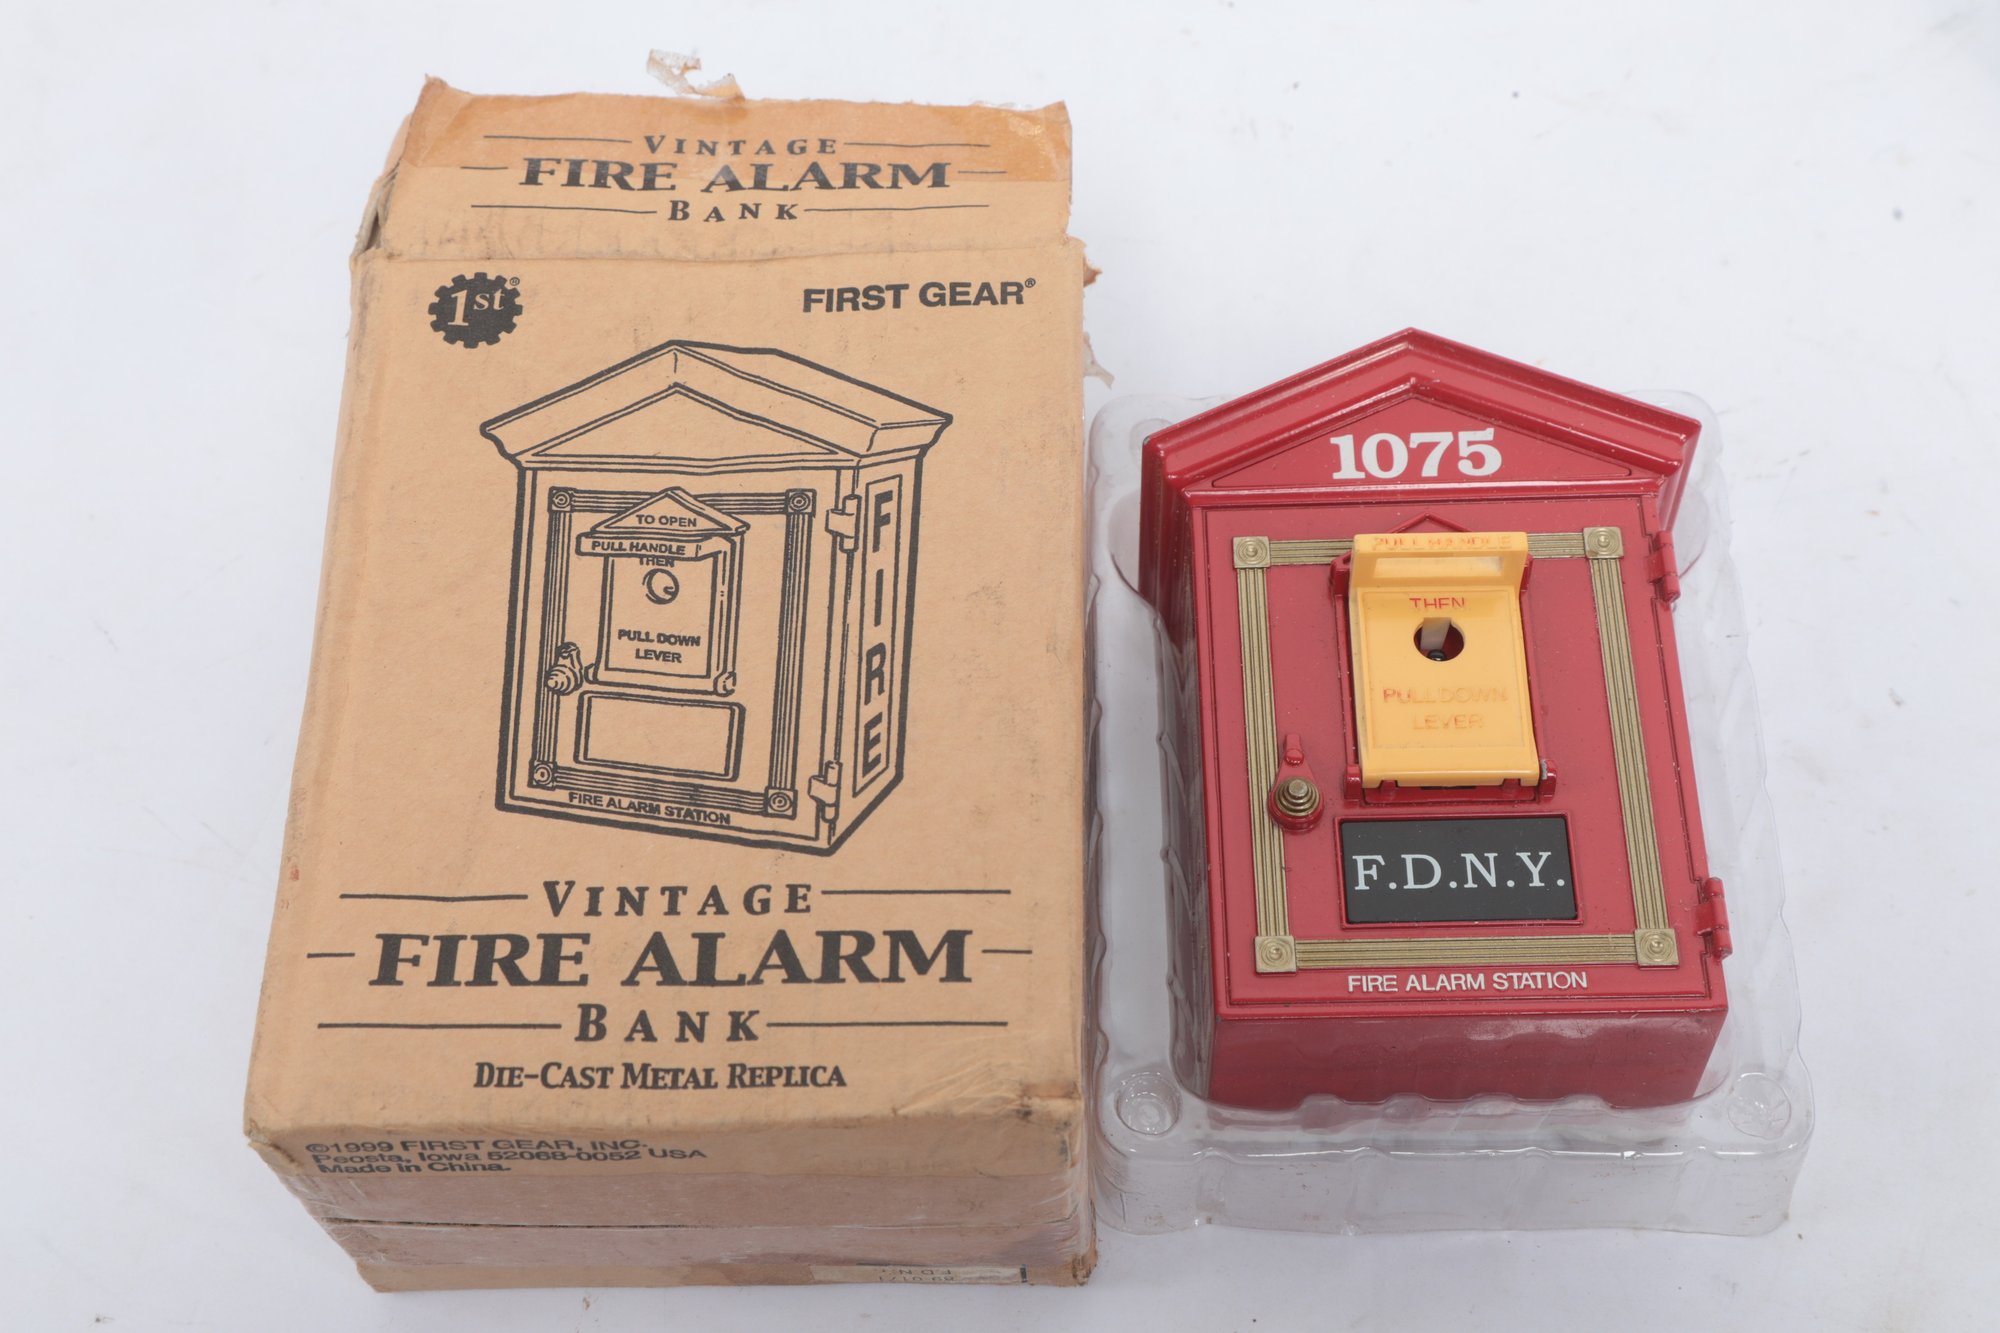 VINTAGE
FIRE ALARM
BANK
1st®
FIRST GEAR®
TO OPEN
PULL HANDLE
THEN
PULL DOWN
LEVER
FIRE
FIRE ALARM STATION
VINTAGE
FIRE ALARM
BANK
DIE-CAST METAL REPLICA
©1999 FIRST GEAR, INC.
Peosta, Iowa 52068-0052 USA
Made in China.
89-0171
F.D.N.Y.
1075
PULL HANDLE
THEN
PULL DOWN
LEVER
F.D.N.Y.
FIRE ALARM STATION